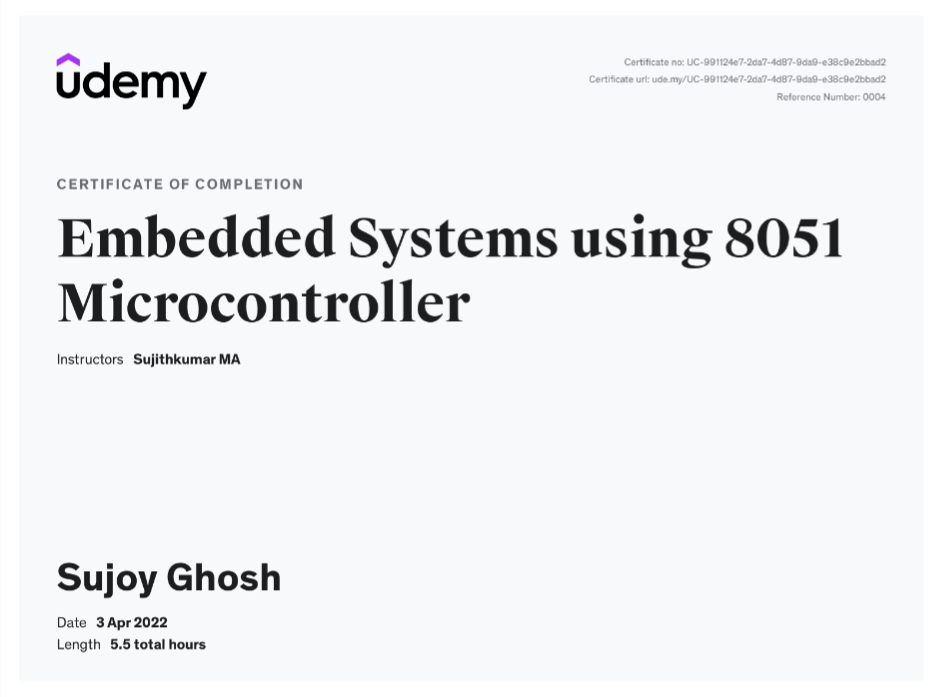 udemy
Certificate no: UC-991124e7-2da7-4d87-9da9-e38c9e2bbad2
Certificate url: ude.my/UC-991124e7-2da7-4d87-9da9-e38c9e2bbad2
Reference Number: 0004
CERTIFICATE OF COMPLETION
Embedded Systems using 8051
Microcontroller
Instructors Sujithkumar MA
Sujoy Ghosh
Date 3 Apr 2022
Length 5.5 total hours